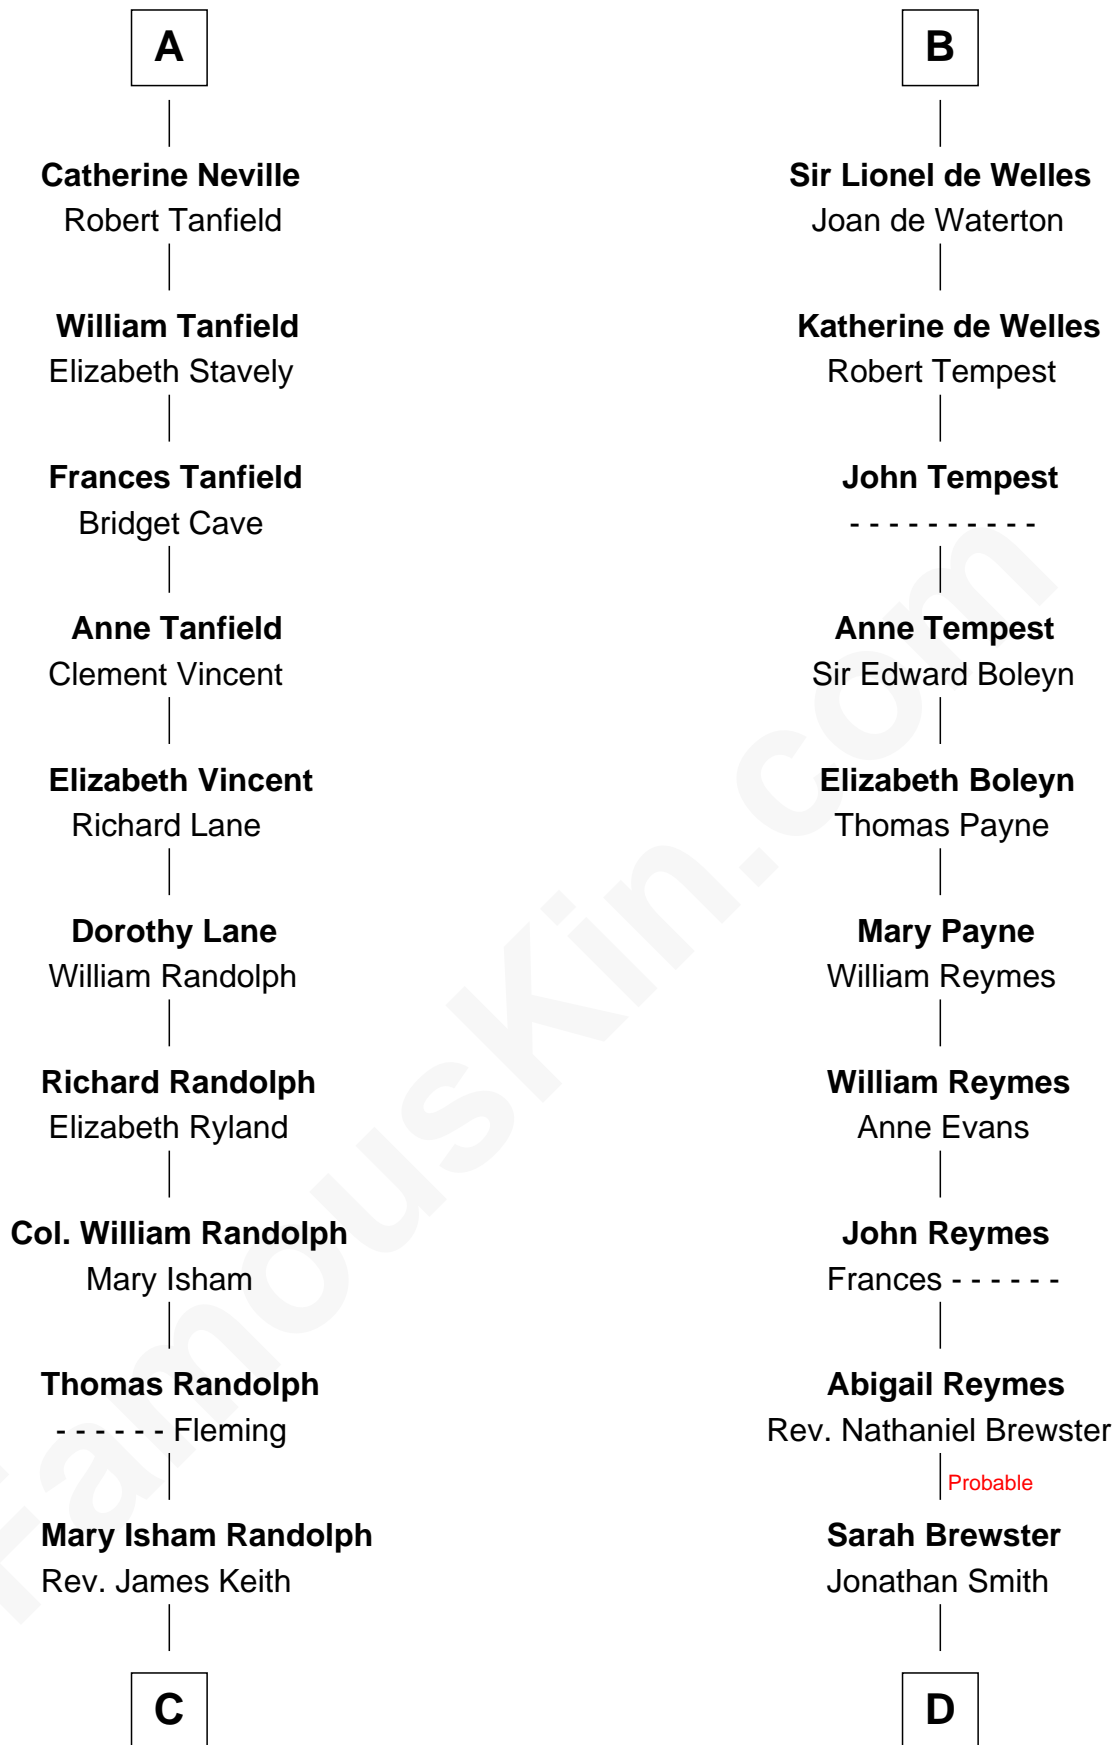 A
Catherine Neville
Robert Tanfield
William Tanfield
Elizabeth Stavely
Frances Tanfield
Bridget Cave
Anne Tanfield
Clement Vincent
Elizabeth Vincent
Richard Lane
Dorothy Lane
William Randolph
Richard Randolph
Elizabeth Ryland
Col. William Randolph
Mary Isham
Thomas Randolph
- - - - - - Fleming
Mary Isham Randolph
Rev. James Keith
C
B
Sir Lionel de Welles
Joan de Waterton
Katherine de Welles
Robert Tempest
John Tempest
- - - - - - - - - -
Anne Tempest
Sir Edward Boleyn
Elizabeth Boleyn
Thomas Payne
Mary Payne
William Reymes
William Reymes
Anne Evans
John Reymes
Frances - - - - - -
Abigail Reymes
Rev. Nathaniel Brewster
Probable
Sarah Brewster
Jonathan Smith
D
FamousKin.com